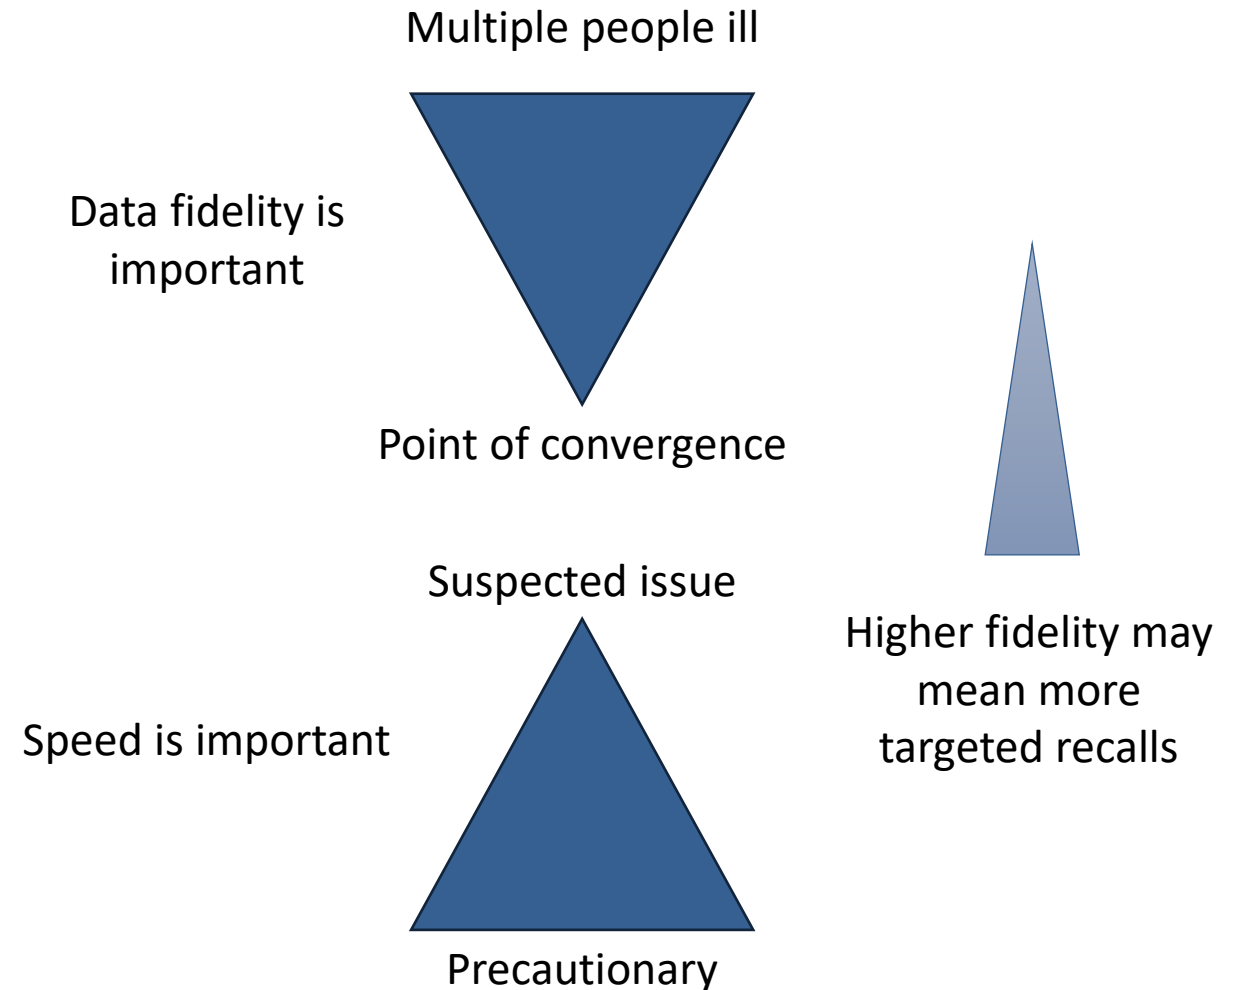 Multiple people ill
Data fidelity is
important
Point of convergence
Suspected issue
Speed is important
Precautionary
Higher fidelity may
mean more
targeted recalls